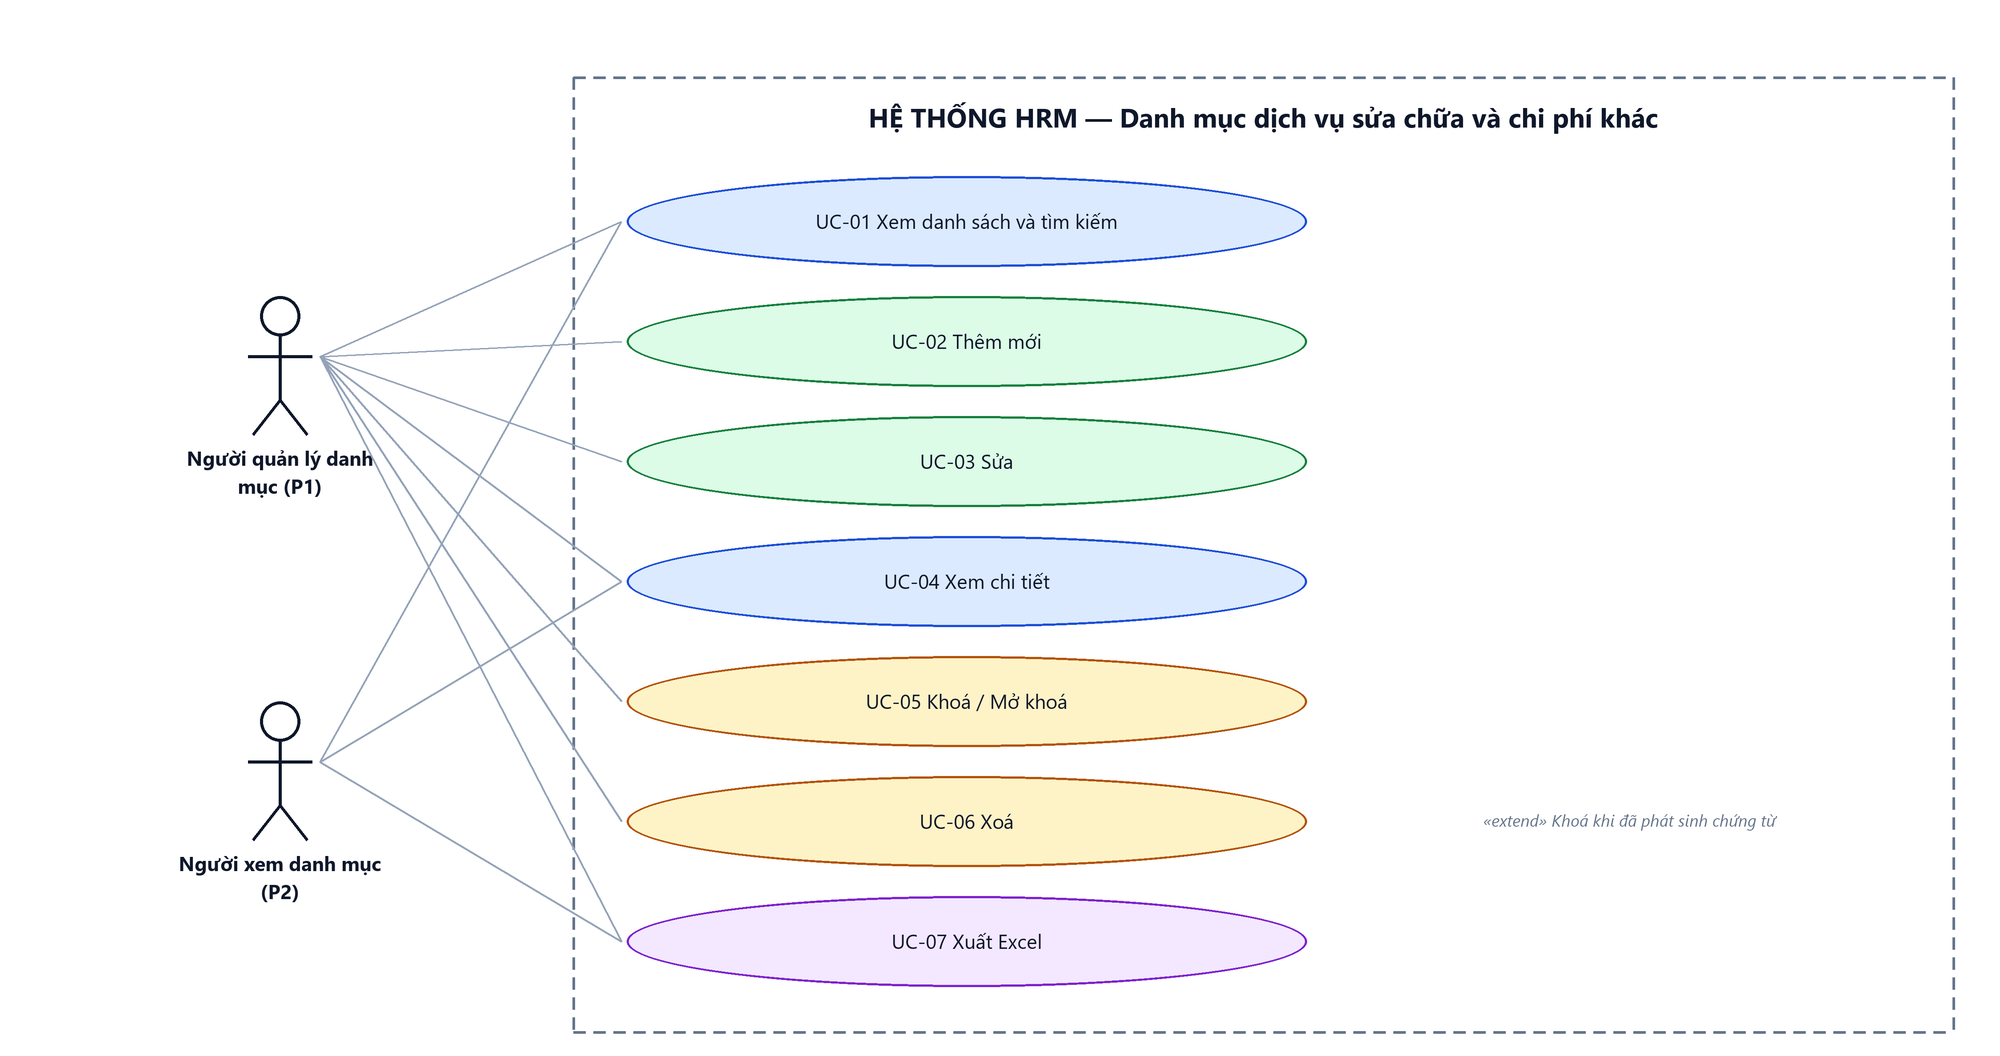 HỆ THỐNG HRM — Danh mục dịch vụ sửa chữa và chi phí khác
UC-01 Xem danh sách và tìm kiếm
UC-02 Thêm mới
Người quản lý danh
mục (P1)
UC-03 Sửa
UC-04 Xem chi tiết
UC-05 Khoá / Mở khoá
UC-06 Xoá
«extend» Khoá khi đã phát sinh chứng từ
Người xem danh mục
(P2)
UC-07 Xuất Excel